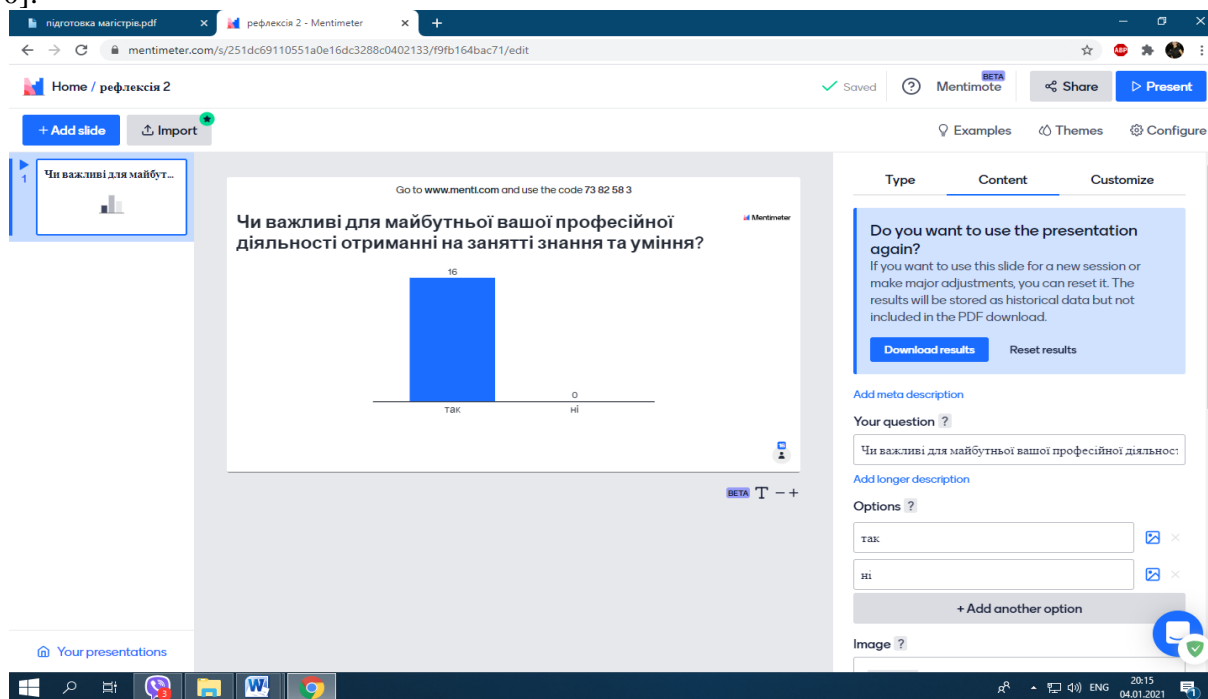 підготовка магістрів.pdf
рефлексія 2 - Mentimeter
mentimeter.com/s/251dc69110551a0e16dc3288c0402133/f9fb164bac71/edit
ABP
Home / рефлексія 2
Saved
Mentimote
BETA
Share
Present
+ Add slide
Import
Examples
Themes
Configure
1
Чи важливі для майбут...
Go to www.menti.com and use the code 73 82 58 3
Чи важливі для майбутньої вашої професійної
діяльності отриманні на занятті знання та уміння?
Mentimeter
16
0
так
ні
16
BETA T − +
Type
Content
Customize
Do you want to use the presentation
again?
If you want to use this slide for a new session or
make major adjustments, you can reset it. The
results will be stored as historical data but not
included in the PDF download.
Download results
Reset results
Add meta description
Your question ?
Чи важливі для майбутньої вашої професійної діяльнос
Add longer description
Options ?
так
ні
+ Add another option
Image ?
Your presentations
3
ENG
20:15
04.01.2021
1